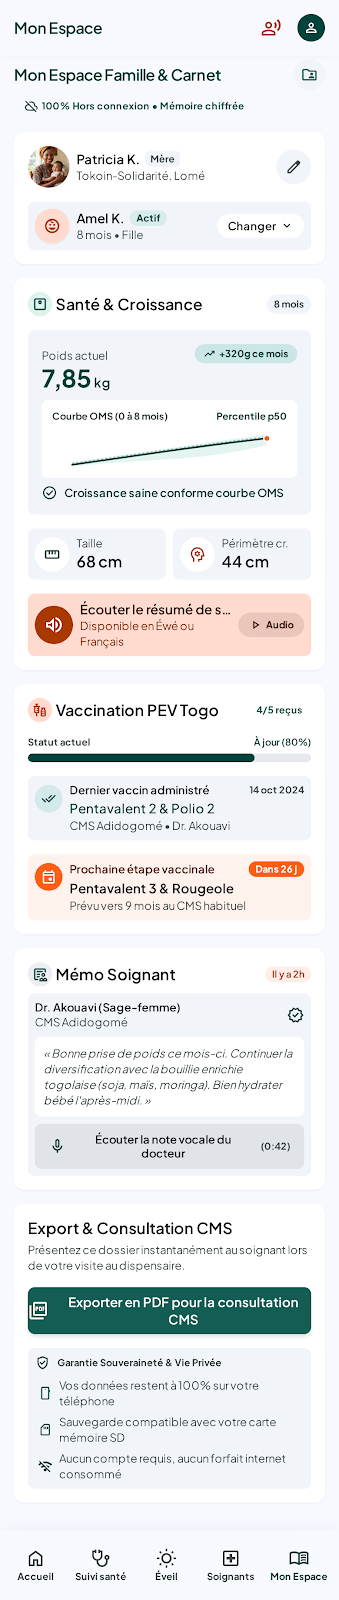 Mon Espace
Mon Espace Famille & Carnet
100% Hors connexion • Mémoire chiffrée
Patricia K. Mère
Tokoin-Solidarité, Lomé
Amel K. Actif
8 mois • Fille
Changer
Santé & Croissance
8 mois
Poids actuel
+320g ce mois
7,85 kg
Courbe OMS (0 à 8 mois)
Percentile p50
Croissance saine conforme courbe OMS
Taille
68 cm
Périmètre cr.
44 cm
Écouter le résumé de s...
Disponible en Éwé ou
Français
Audio
Vaccination PEV Togo
4/5 reçus
Statut actuel
À jour (80%)
Dernier vaccin administré
14 oct 2024
Pentavalent 2 & Polio 2
CMS Adidogomé • Dr. Akouavi
Prochaine étape vaccinale
Dans 26 j
Pentavalent 3 & Rougeole
Prévu vers 9 mois au CMS habituel
Mémo Soignant
Il y a 2h
Dr. Akouavi (Sage-femme)
CMS Adidogomé
« Bonne prise de poids ce mois-ci. Continuer la
diversification avec la bouillie enrichie
togolaise (soja, maïs, moringa). Bien hydrater
bébé l'après-midi. »
Écouter la note vocale du
docteur
(0:42)
Export & Consultation CMS
Présentez ce dossier instantanément au soignant lors
de votre visite au dispensaire.
PDF
Exporter en PDF pour la consultation
CMS
Garantie Souveraineté & Vie Privée
Vos données restent à 100% sur votre
téléphone
Sauvegarde compatible avec votre carte
mémoire SD
Aucun compte requis, aucun forfait internet
consommé
Accueil
Suivi santé
Éveil
Soignants
Mon Espace